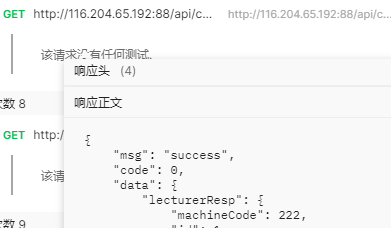 GET http://116.204.65.192:88/api/c... http://116.204.65.192:88/api/c...
该请求没有任何测试.
响应头 (4)
次数 8
响应正文
GET http:/
{
"msg": "success",
"code": 0,
该请
"data": {
"lecturerResp": {
"machineCode": 222,
次数 9